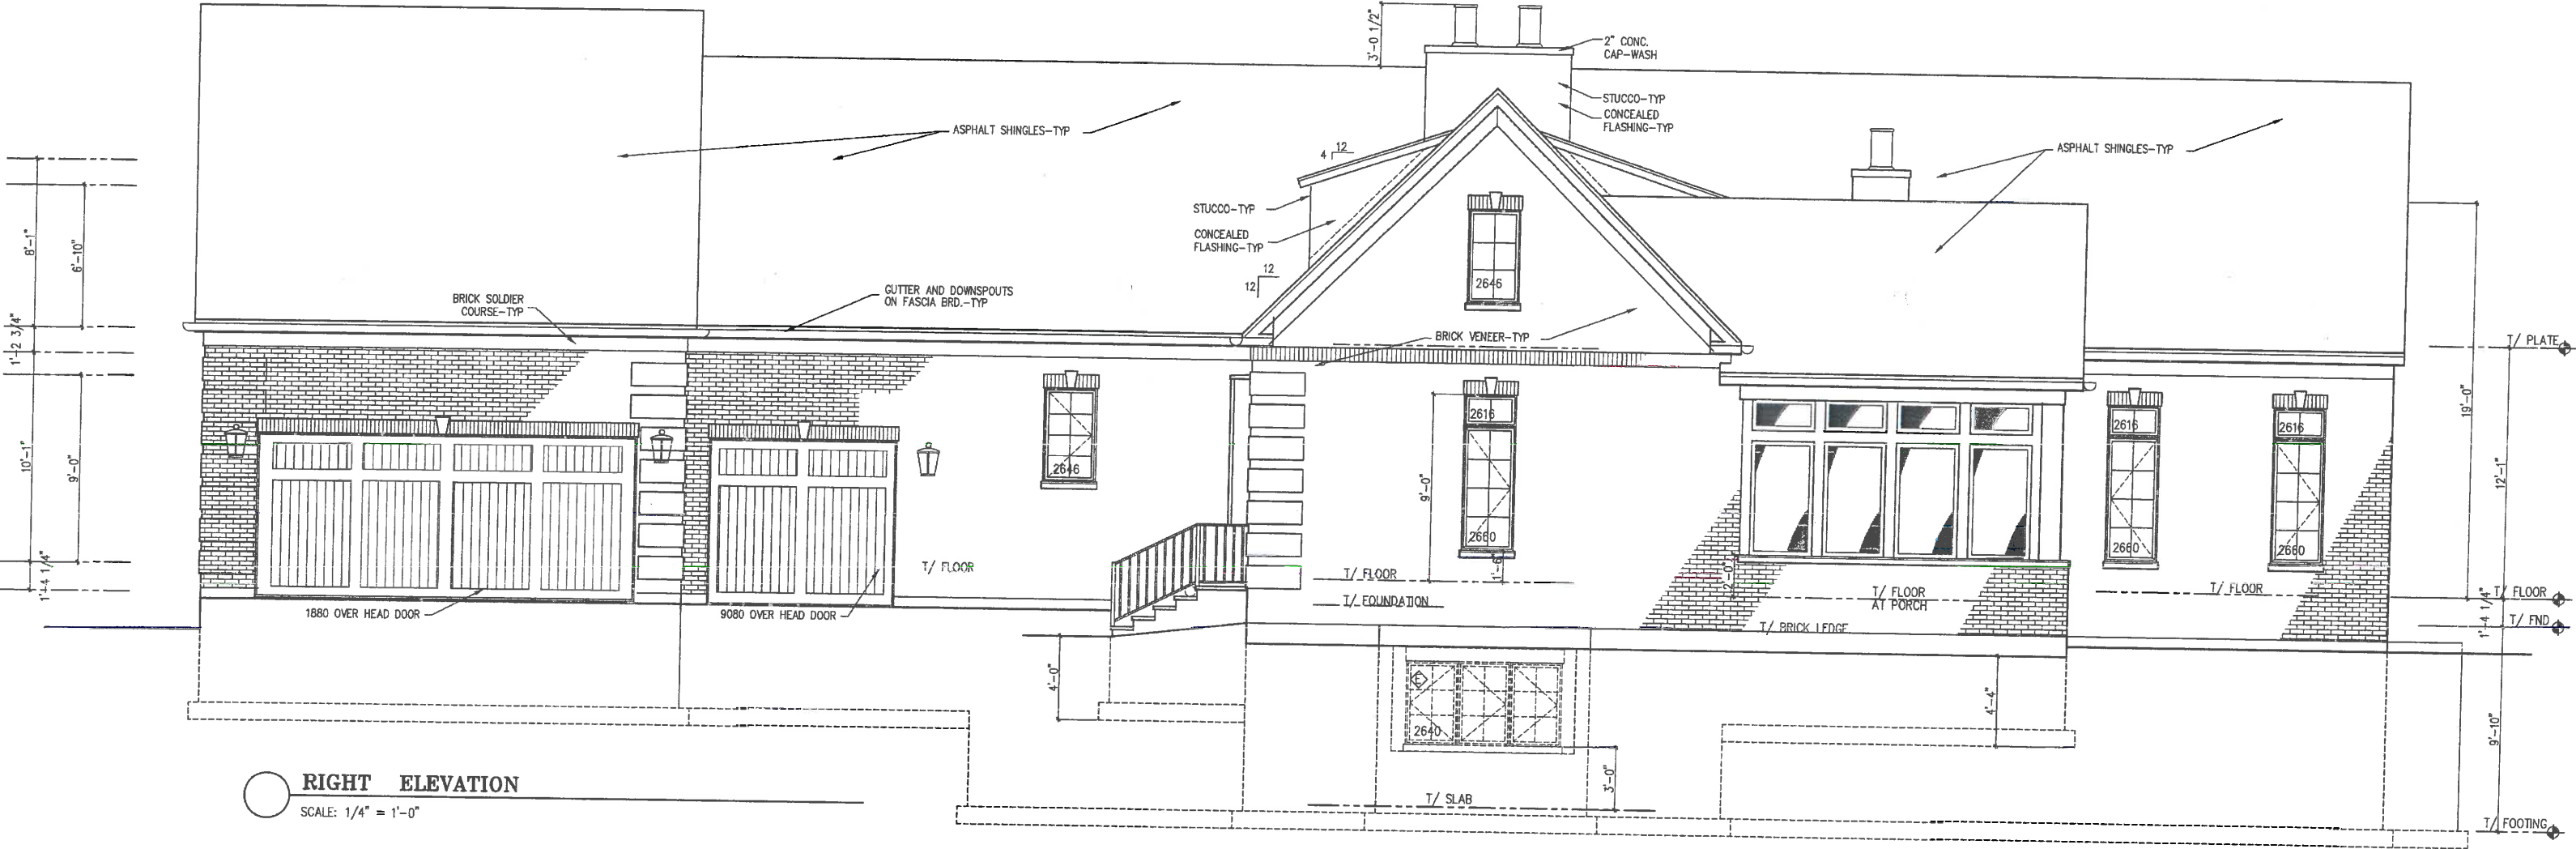 3'-0 1/2"
2" CONC.
CAP-WASH
STUCCO-TYP
CONCEALED
FLASHING-TYP
ASPHALT SHINGLES-TYP
ASPHALT SHINGLES-TYP
12
4
STUCCO-TYP
CONCEALED
FLASHING-TYP
12
12
8'-1"
6'-10"
1'-2 3/4"
10'-1"
9'-0"
1'-4 1/4"
BRICK SOLDIER
COURSE-TYP
GUTTER AND DOWNSPOUTS
ON FASCIA BRD.-TYP
2646
BRICK VENEER-TYP
T/ PLATE
19'-0"
12'-1"
2616
2616
2616
2646
9'-0"
2660
2660
2660
1'-6"
2'-0"
T/ FLOOR
T/ FLOOR
T/ FOUNDATION
T/ FLOOR
AT PORCH
T/ FLOOR
T/ FLOOR
1'-4 1/4"
T/ FND
T/ BRICK LEDGE
1880 OVER HEAD DOOR
9080 OVER HEAD DOOR
4'-0"
E
2640
4'-4"
9'-10"
3'-0"
T/ SLAB
T/ FOOTING
RIGHT ELEVATION
SCALE: 1/4" = 1'-0"